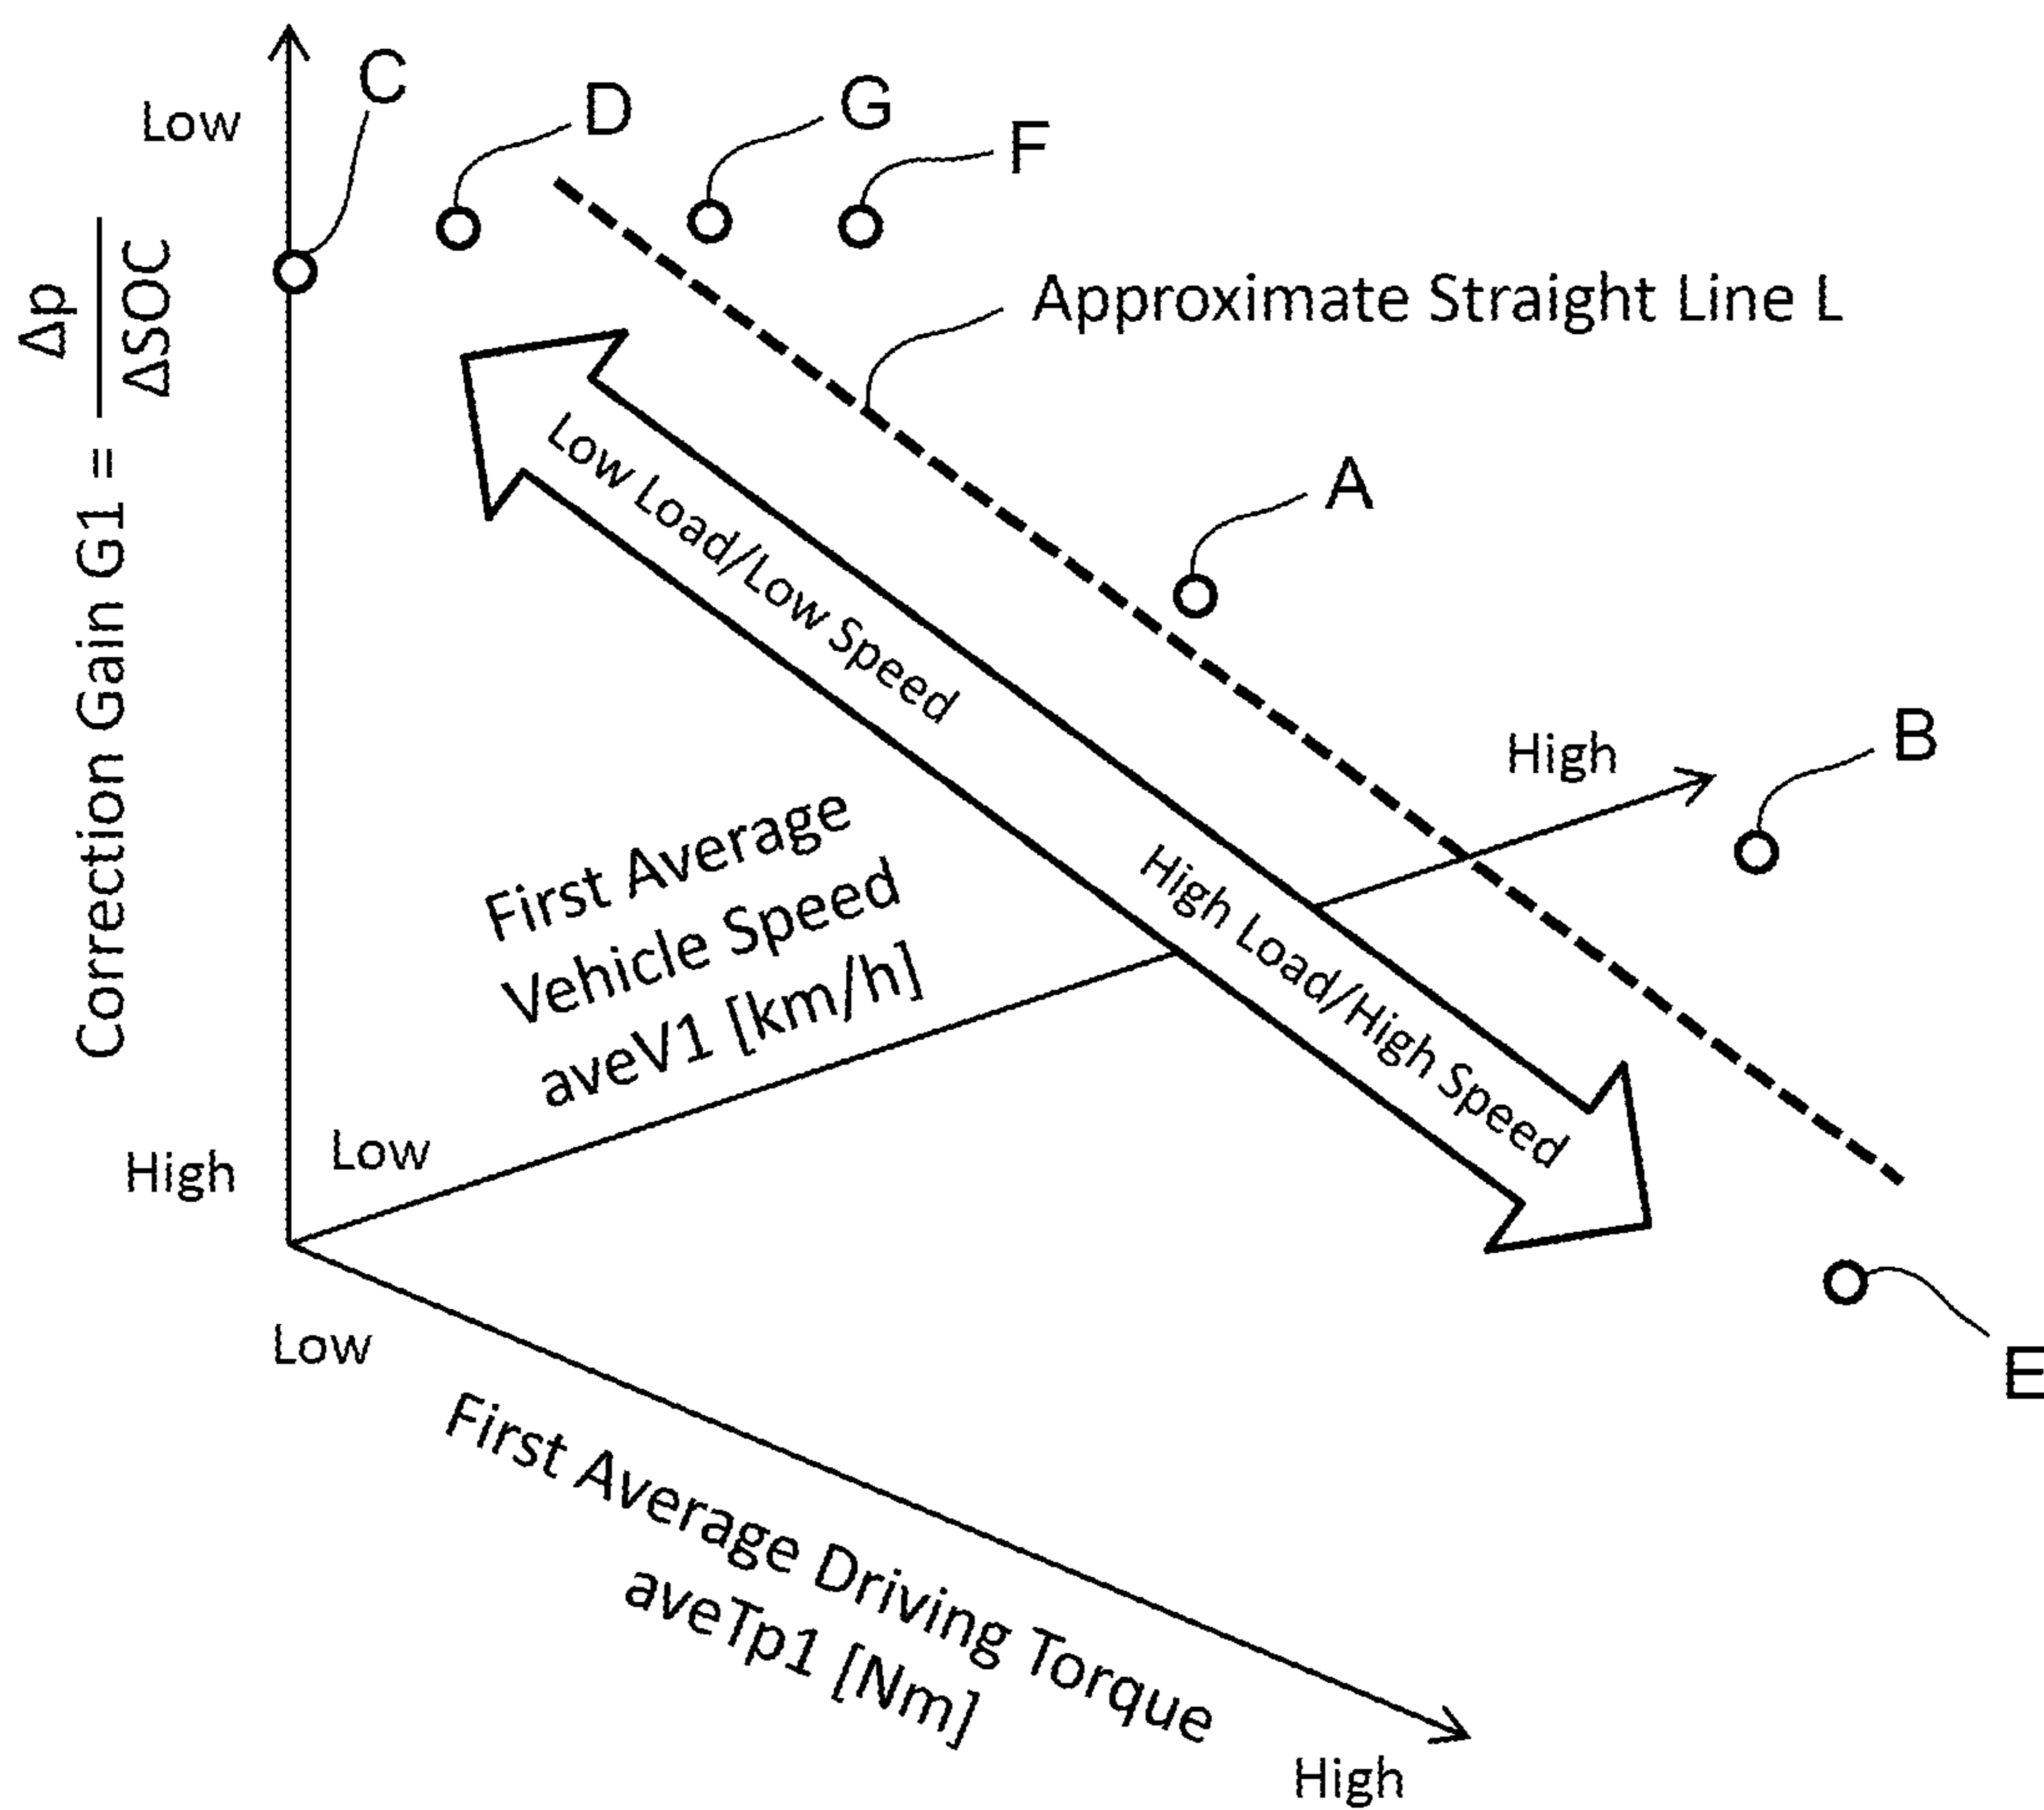 C
D
G
F
Low
Correction Gain G1 = Δp
ΔSOC
Approximate Straight Line L
A
Low Load/Low Speed
B
High
High Load/High Speed
First Average
Vehicle Speed
aveV1 [km/h]
High
Low
Low
E
First Average Driving Torque
aveTp1 [Nm]
High